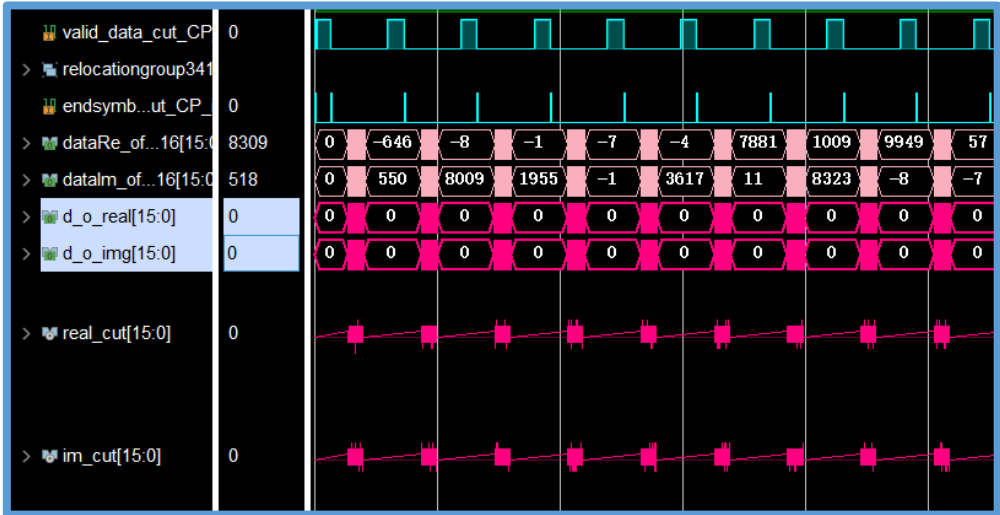 valid_data_cut_CP 0
relocationgroup341
endsymb...ut_CP_ 0
dataRe_of...16[15:0 8309 0 -646 -8 -1 -7 -4 7881 1009 9949 57
dataIm_of...16[15:0 518 0 550 8009 1955 -1 3617 11 8323 -8 -7
d_o_real[15:0] 0 0 0 0 0 0 0 0 0 0 0
d_o_img[15:0] 0 0 0 0 0 0 0 0 0 0 0
real_cut[15:0] 0
im_cut[15:0] 0